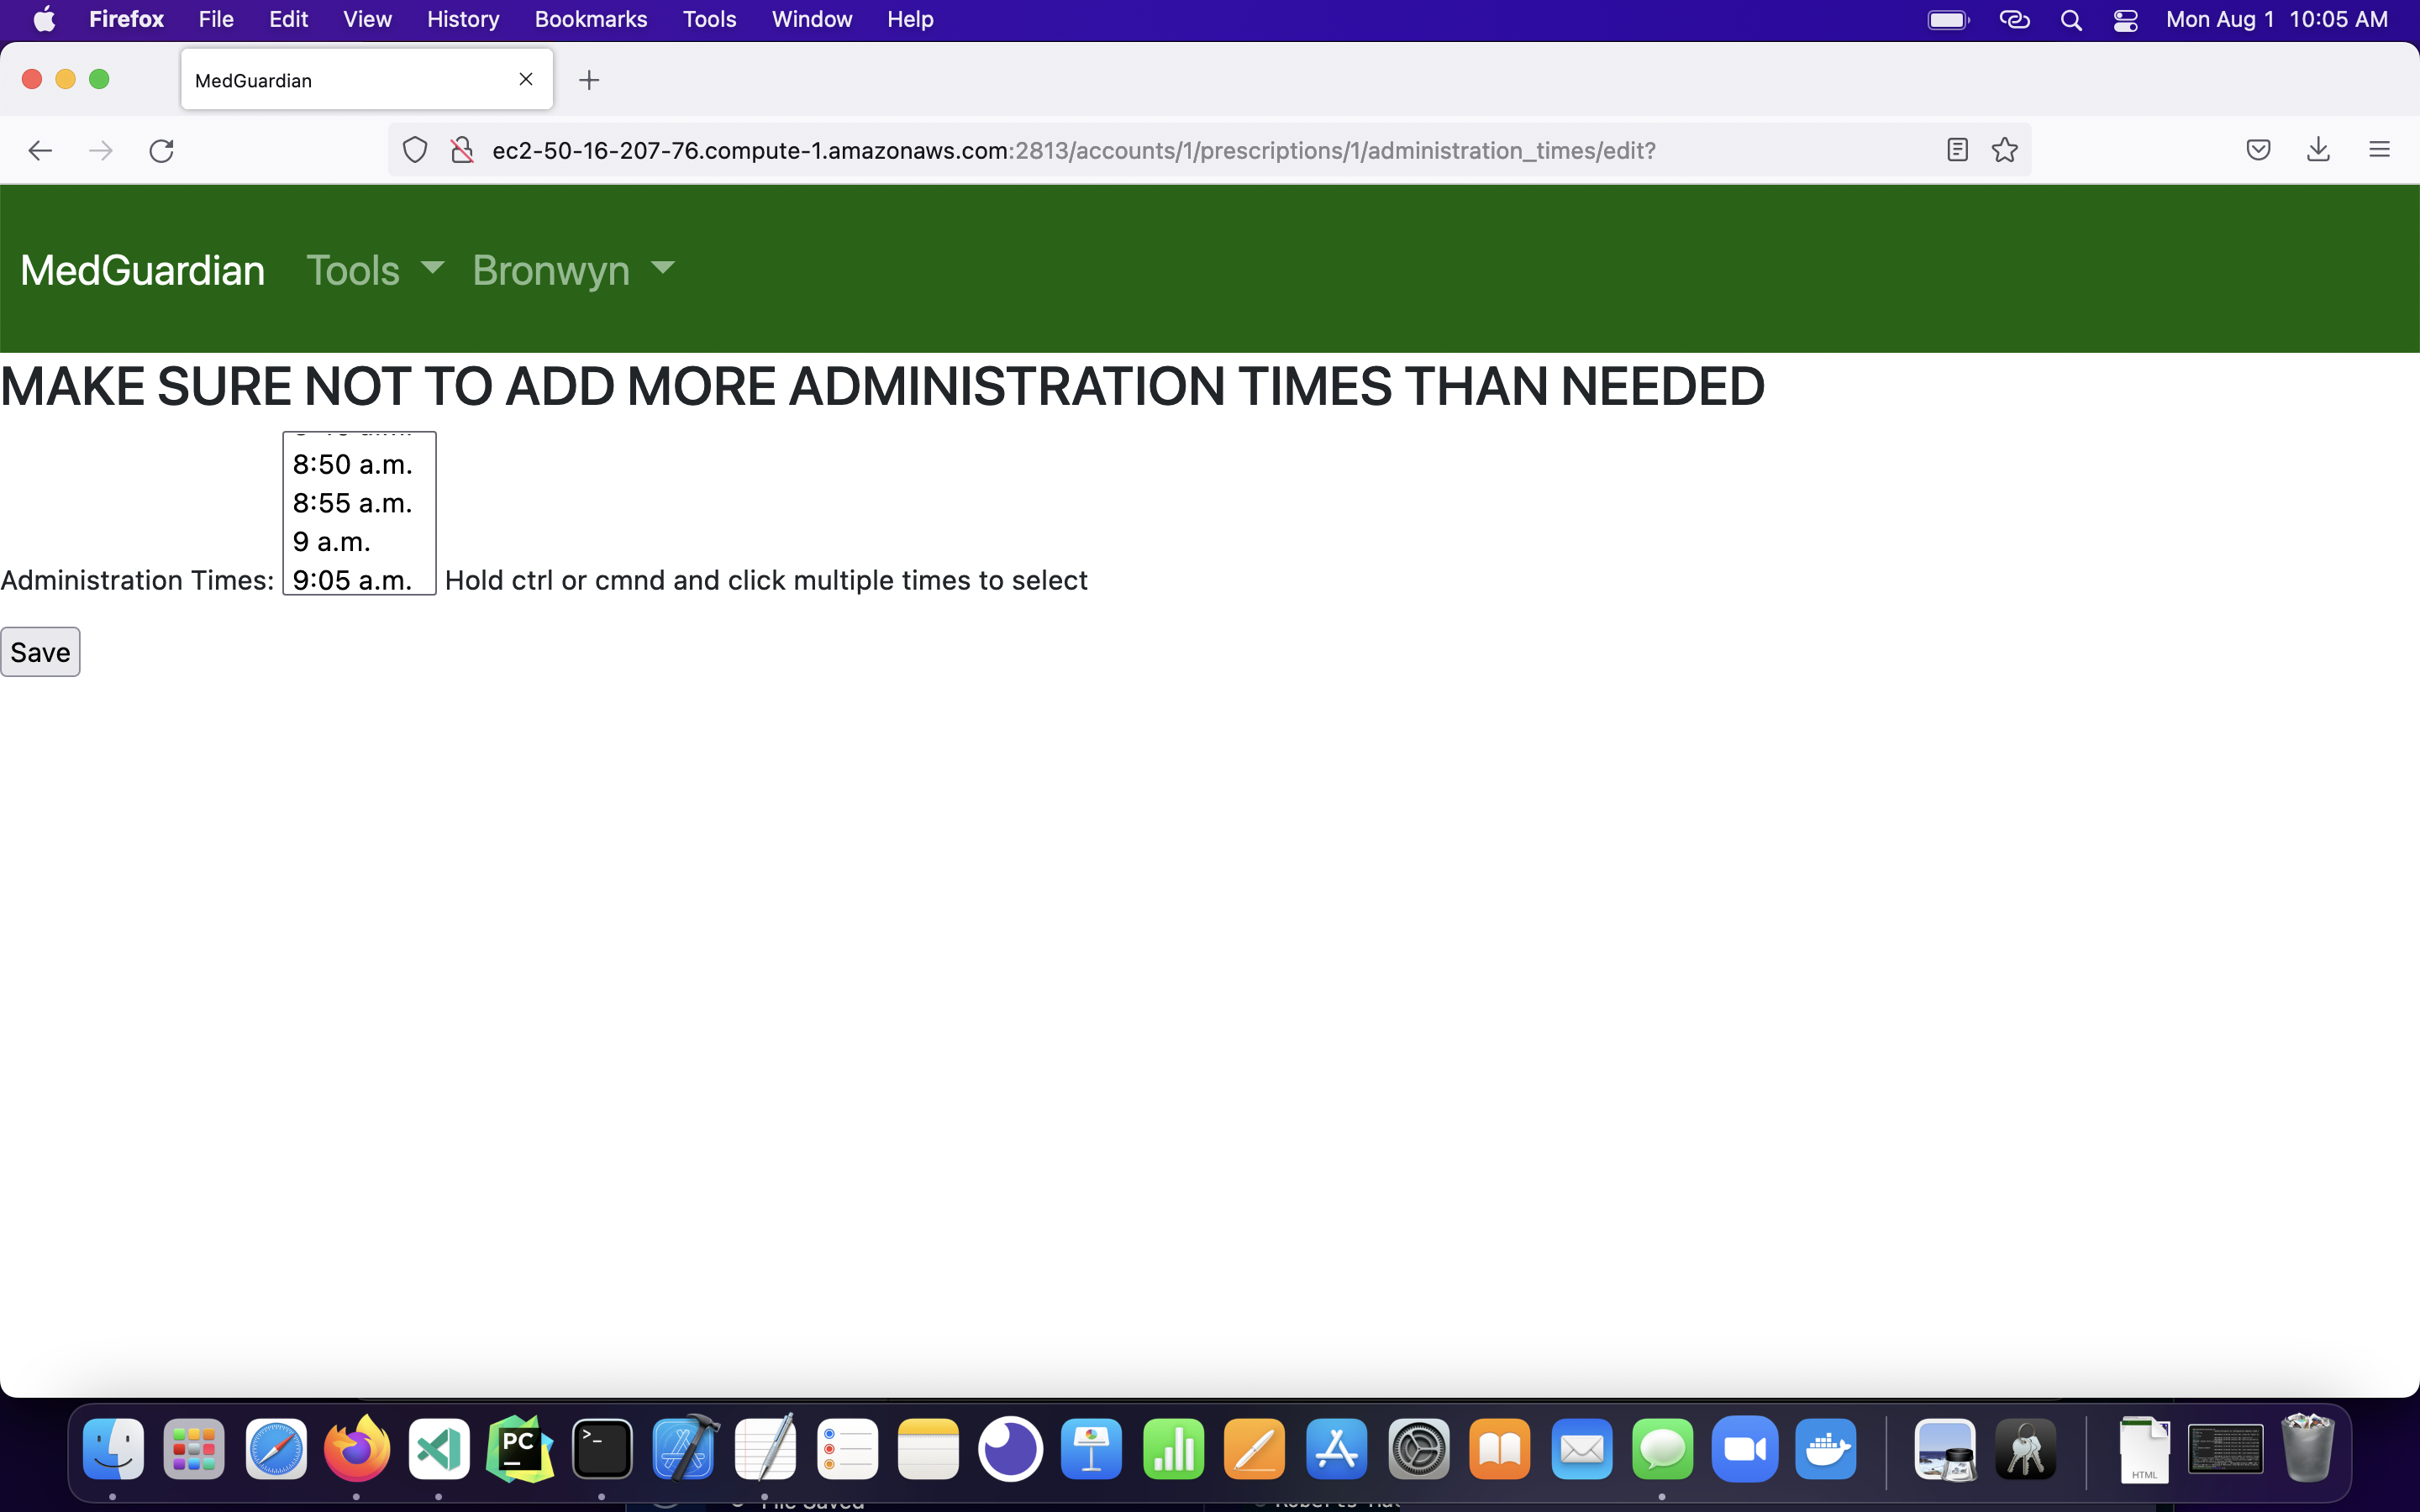 Firefox File Edit View History Bookmarks Tools Window Help Mon Aug 1 10:05 AM
MedGuardian
ec2-50-16-207-76.compute-1.amazonaws.com:2813/accounts/1/prescriptions/1/administration_times/edit?
MedGuardian Tools Bronwyn
MAKE SURE NOT TO ADD MORE ADMINISTRATION TIMES THAN NEEDED
8:50 a.m.
8:55 a.m.
9 a.m.
Administration Times: 9:05 a.m. Hold ctrl or cmnd and click multiple times to select
Save
PC
>_
HTML
File Saved